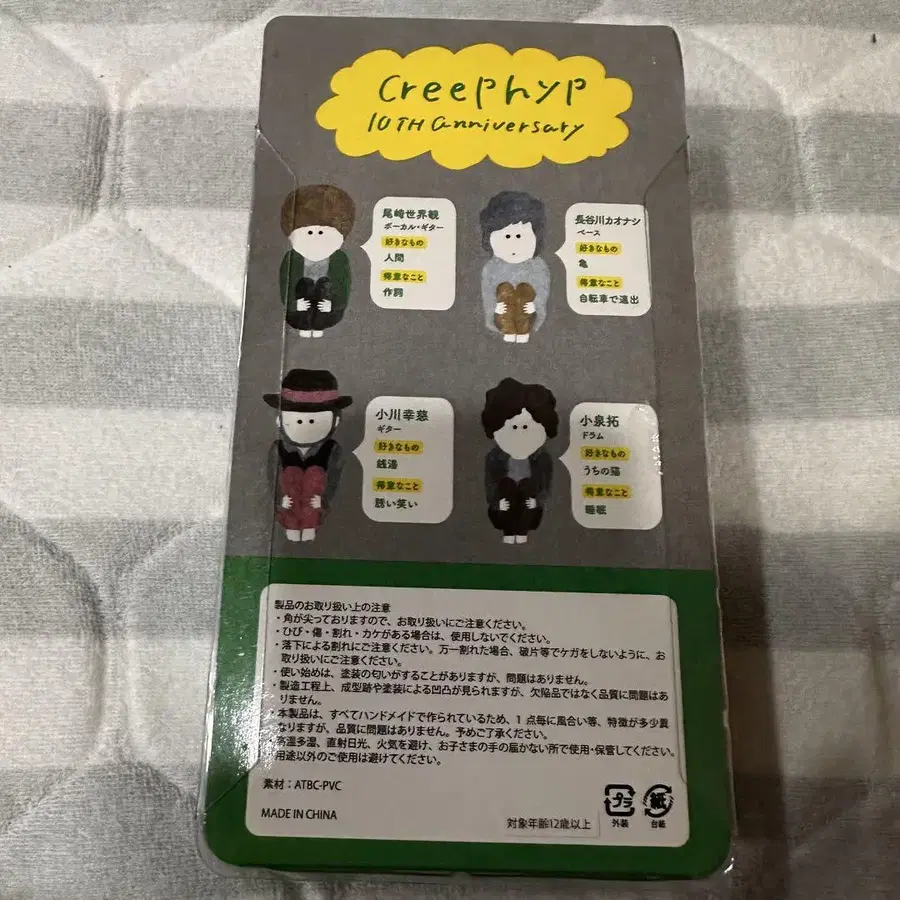 creephyp
10TH anniversary
尾崎世界観
ボーカル・ギター
好きなもの
人間
得意なこと
作詞
長谷川カオナシ
ベース
好きなもの
亀
得意なこと
自転車で遠出
小川幸慈
ギター
好きなもの
銭湯
得意なこと
誘い笑い
小泉拓
ドラム
好きなもの
うちの猫
得意なこと
睡眠
製品のお取り扱い上の注意
・角が尖っておりますので、お取り扱いにご注意ください。
・ひび・傷・割れ・カケがある場合は、使用しないでください。
・落下による割れにご注意ください。万一割れた場合、破片等でケガをしないように、お
取り扱いにご注意ください。
・使い始めは、塗装の匂いがすることがありますが、問題はありません。
・製造工程上、成型跡や塗装による凹凸が見られますが、欠陥品ではなく品質に問題はあ
りません。
・本製品は、すべてハンドメイドで作られているため、1点毎に風合い等、特徴が多少異
なりますが、品質に問題はありません。予めご了承ください。
高温多湿、直射日光、火気を避け、お子さまの手の届かない所で使用・保管してください。
用途以外のご使用は避けてください。
素材：ATBC-PVC
MADE IN CHINA
対象年齢12歳以上
プラ
外装
紙
台紙